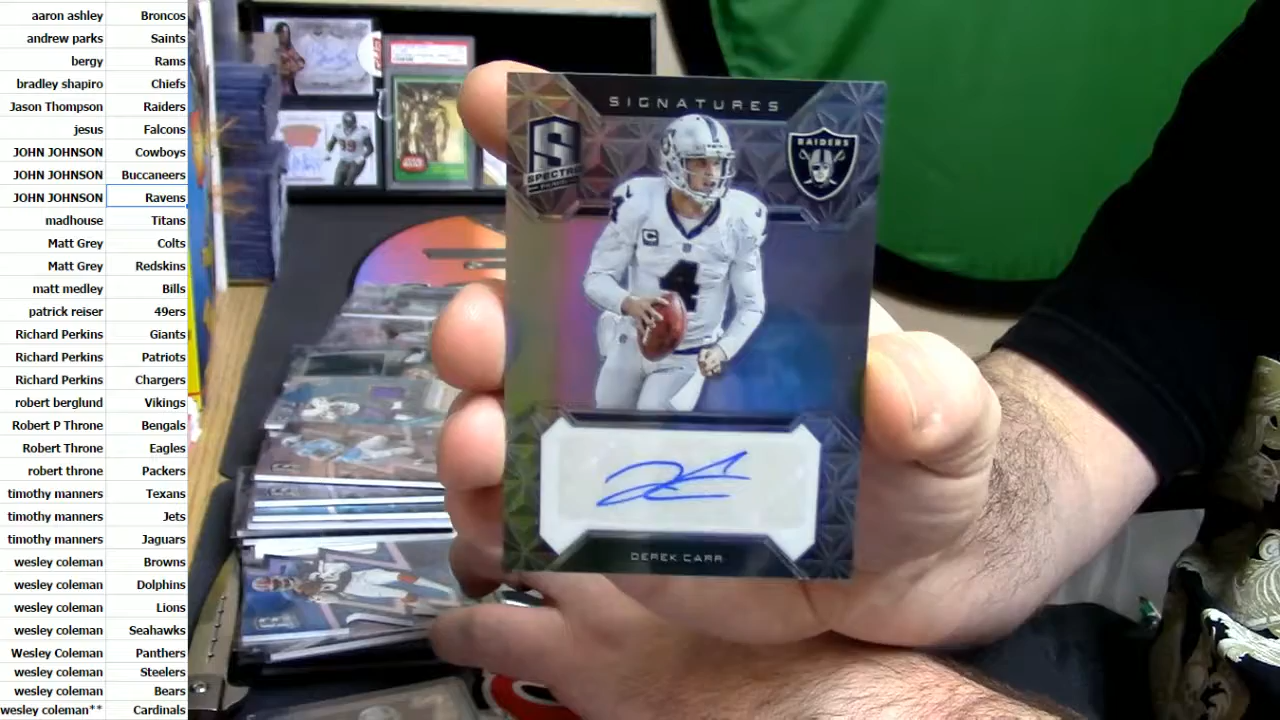 aaron ashley Broncos
andrew parks Saints
bergy Rams
bradley shapiro Chiefs
Jason Thompson Raiders
jesus Falcons
JOHN JOHNSON Cowboys
JOHN JOHNSON Buccaneers
JOHN JOHNSON Ravens
madhouse Titans
Matt Grey Colts
Matt Grey Redskins
matt medley Bills
patrick reiser 49ers
Richard Perkins Giants
Richard Perkins Patriots
Richard Perkins Chargers
robert berglund Vikings
Robert P Throne Bengals
Robert Throne Eagles
robert throne Packers
timothy manners Texans
timothy manners Jets
timothy manners Jaguars
wesley coleman Browns
wesley coleman Dolphins
wesley coleman Lions
wesley coleman Seahawks
Wesley Coleman Panthers
wesley coleman Steelers
wesley coleman Bears
wesley coleman** Cardinals
SIGNATURES
S
SPECTRA
RAIDERS
C
4
DEREK CARR
99